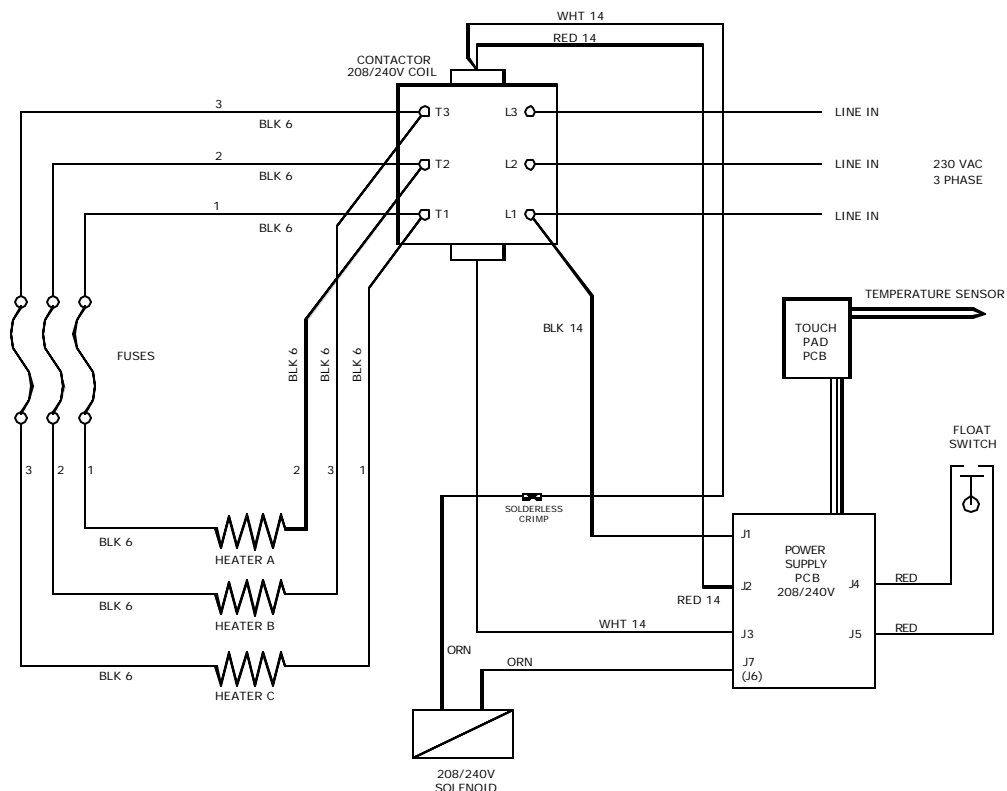 WHT 14
RED 14
CONTACTOR
208/240V COIL
3
BLK 6
T3
L3
LINE IN
2
BLK 6
T2
L2
LINE IN
230 VAC
3 PHASE
1
BLK 6
T1
L1
LINE IN
TEMPERATURE SENSOR
TOUCH
PAD
PCB
BLK 14
FUSES
BLK 6
BLK 6
BLK 6
FLOAT
SWITCH
3
2
1
2
3
1
SOLDERLESS
CRIMP
BLK 6
HEATER A
J1
POWER
SUPPLY
PCB
208/240V
J2
J4
RED
RED 14
BLK 6
HEATER B
WHT 14
J3
J5
RED
ORN
ORN
J7
(J6)
BLK 6
HEATER C
208/240V
SOLENOID